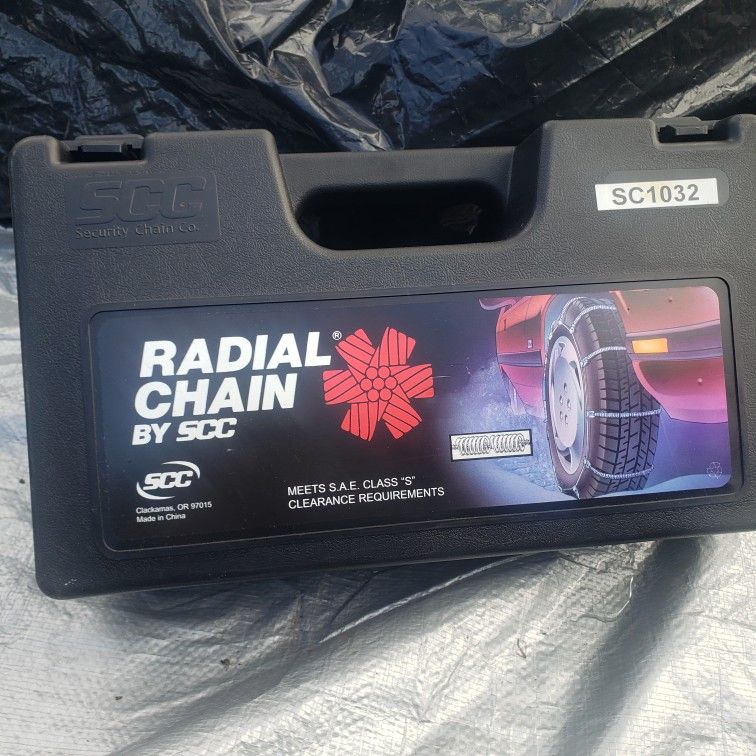 SCC
Security Chain Co.
SC1032
RADIAL®
CHAIN
BY SCC
SCC
Clackamas, OR 97015
Made in China
MEETS S.A.E. CLASS “S”
CLEARANCE REQUIREMENTS